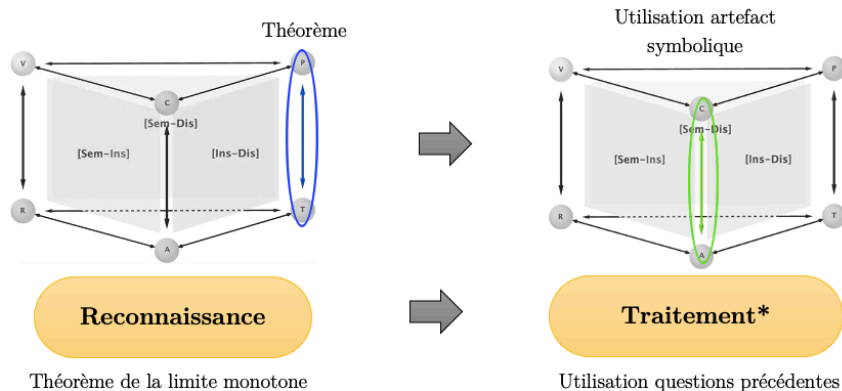 Théorème
V
P
C
[Sem-Dis]
[Sem-Ins]
[Ins-Dis]
R
T
A
Reconnaissance
Théorème de la limite monotone
Utilisation artefact
symbolique
V
P
C
[Sem-Dis]
[Sem-Ins]
[Ins-Dis]
R
T
A
Traitement*
Utilisation questions précédentes